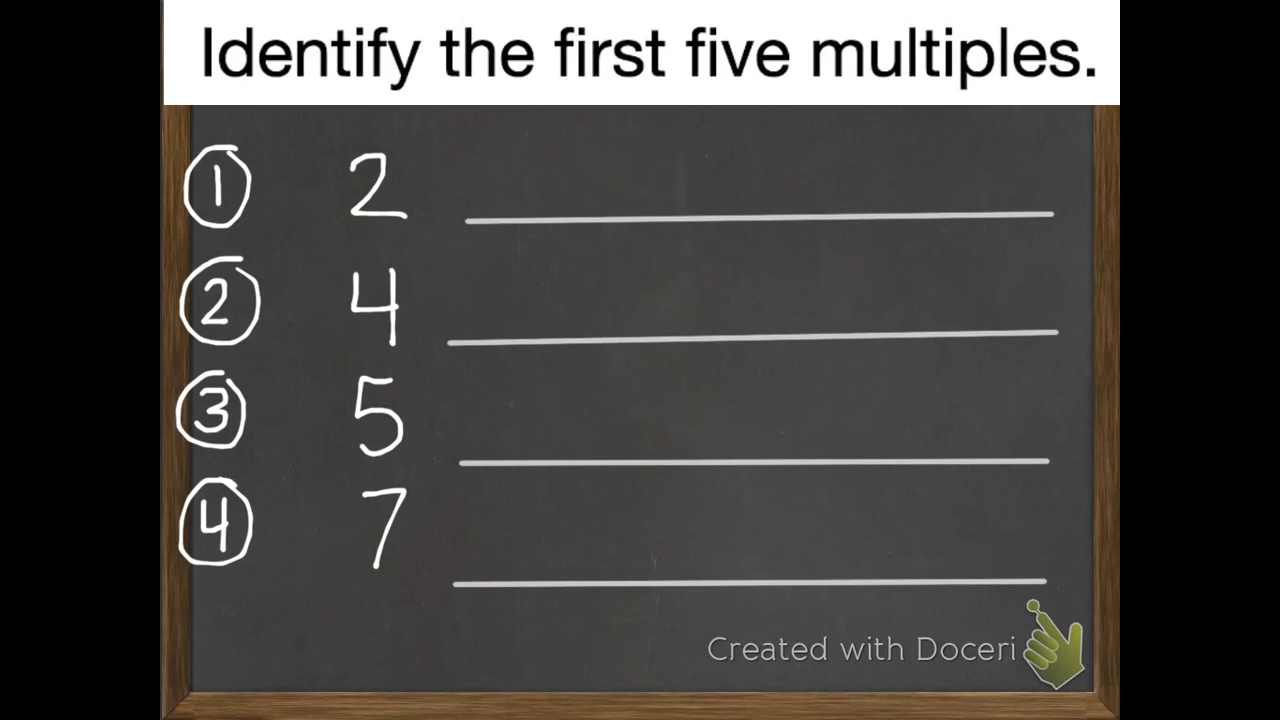 Identify the first five multiples.
① 2
② 4
③ 5
④ 7
Created with Doceri